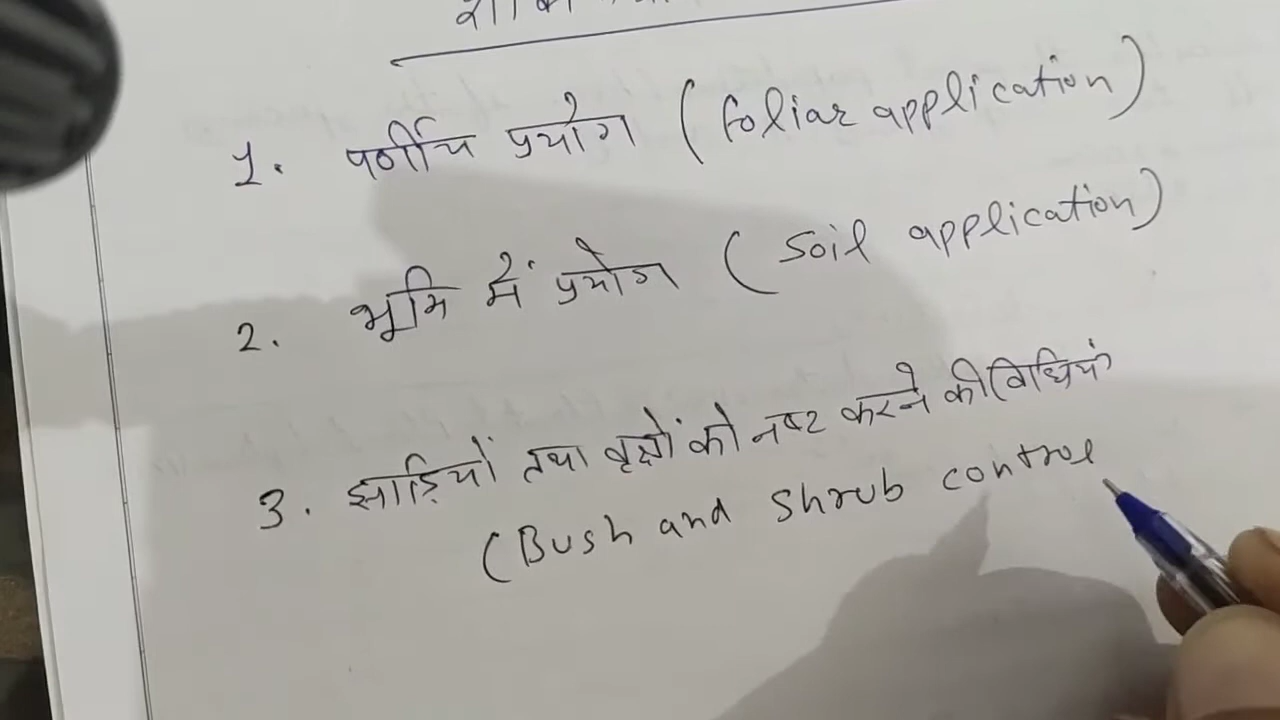 1. पर्णीय प्रयोग (foliar application)
2. भूमि में प्रयोग (Soil application)
3. झाड़ियों तथा वृक्षों को नष्ट करने की विधियां
(Bush and Shrub control